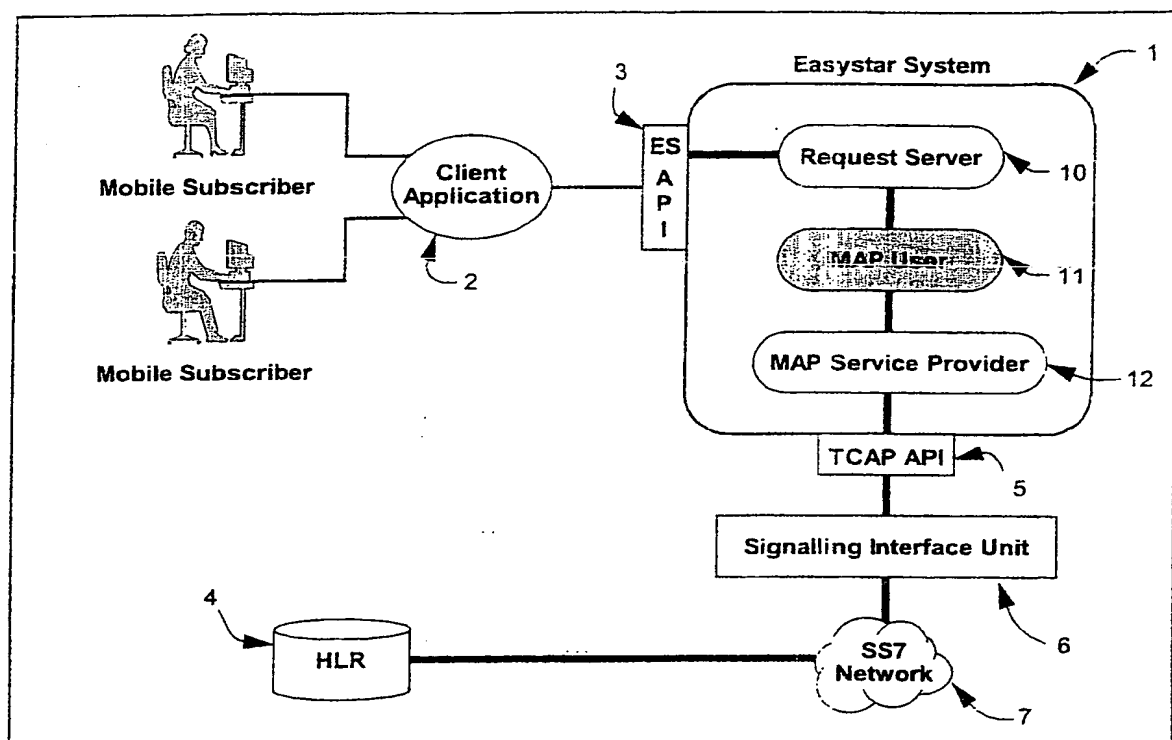 Easystar System
1
3
ES
A
P
I
Request Server
10
Mobile Subscriber
Client
Application
2
MAP User
11
Mobile Subscriber
MAP Service Provider
12
TCAP API
5
Signalling Interface Unit
6
4
HLR
SS7
Network
7